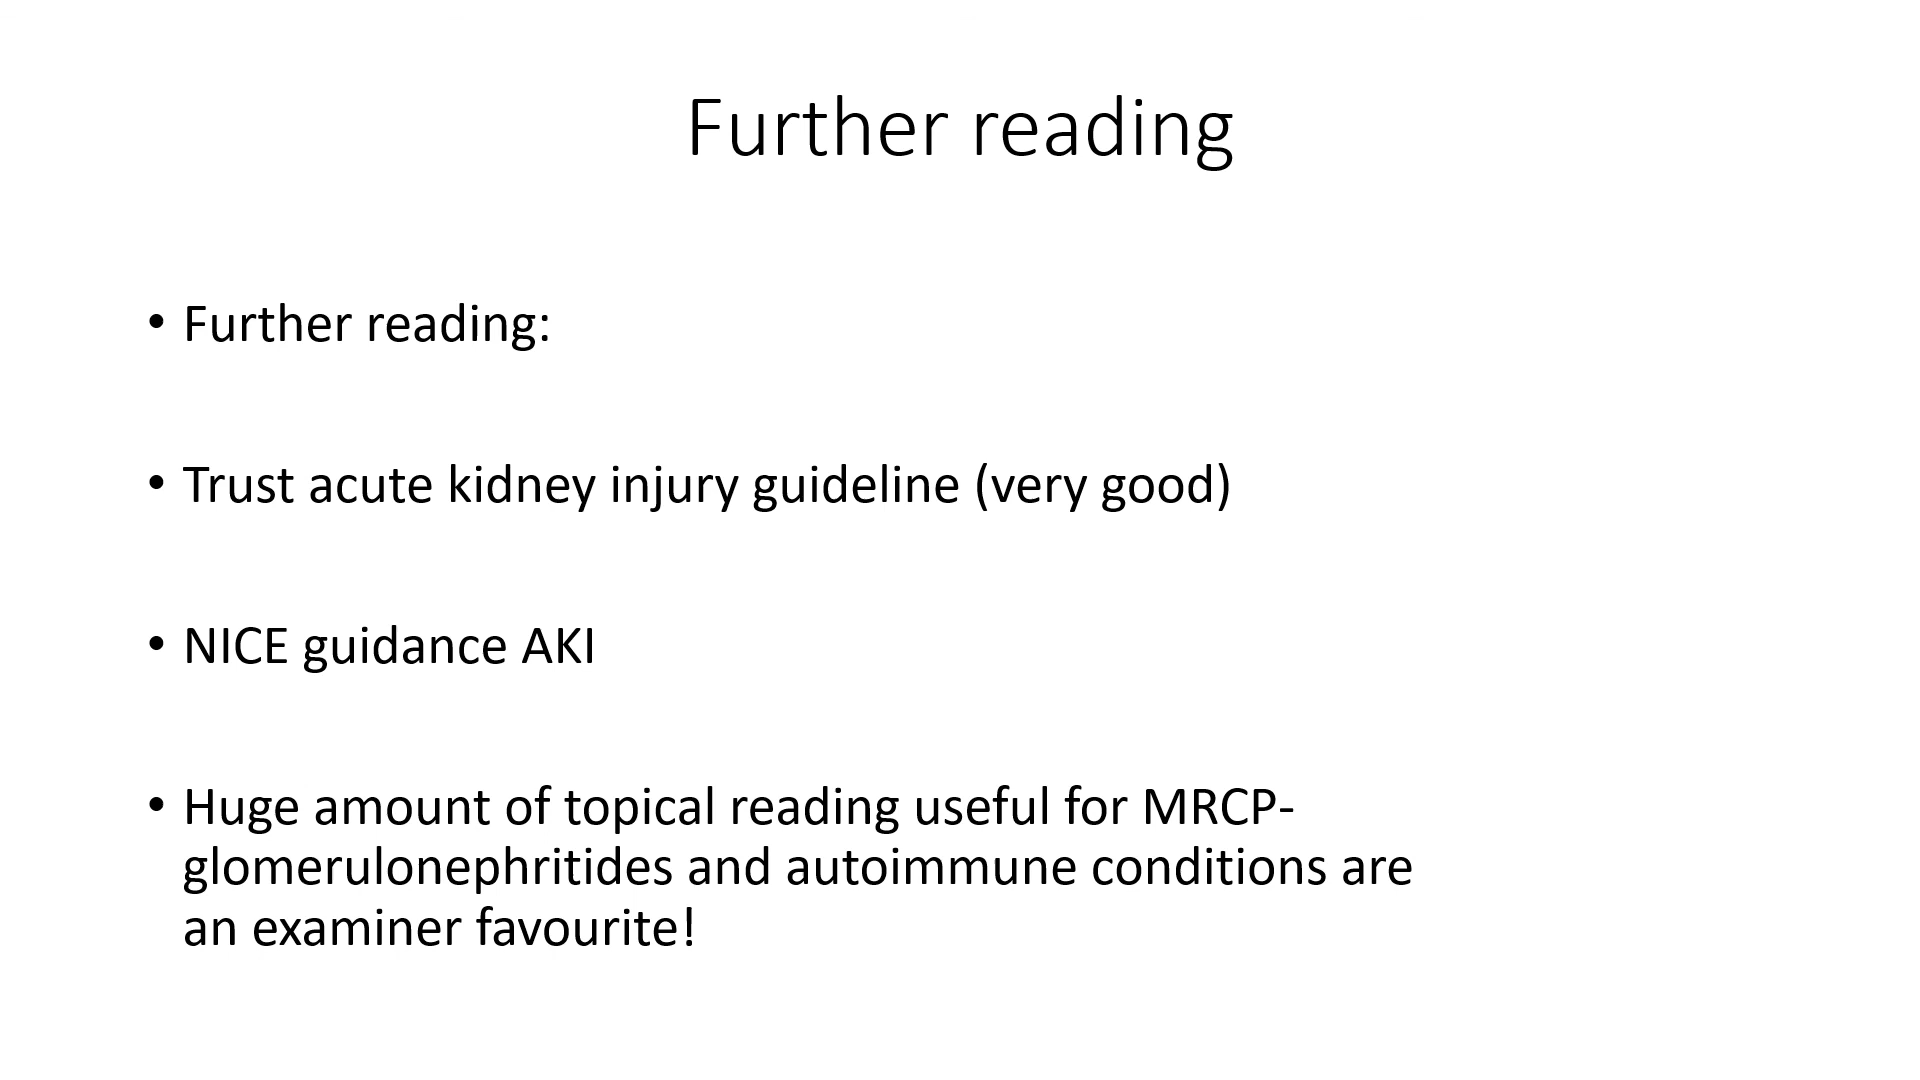 Further reading
• Further reading:
• Trust acute kidney injury guideline (very good)
• NICE guidance AKI
• Huge amount of topical reading useful for MRCP-
glomerulonephritides and autoimmune conditions are
an examiner favourite!